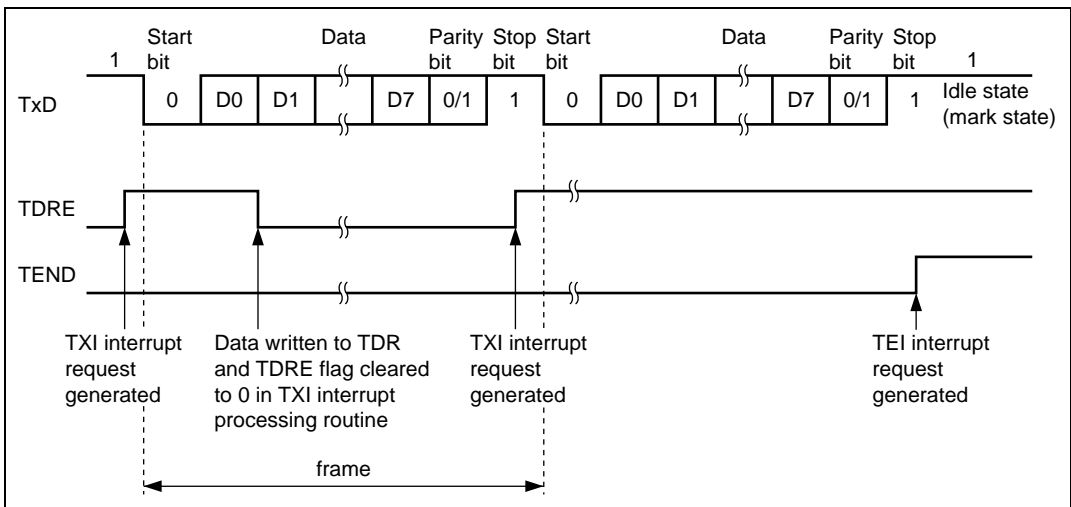 Start Data Parity Stop Start Data Parity Stop
1 bit bit bit bit bit bit 1
TxD 0 D0 D1 D7 0/1 1 0 D0 D1 D7 0/1 1 Idle state
(mark state)
TDRE
TEND
TXI interrupt
request
generated
Data written to TDR
and TDRE flag cleared
to 0 in TXI interrupt
processing routine
TXI interrupt
request
generated
TEI interrupt
request
generated
frame